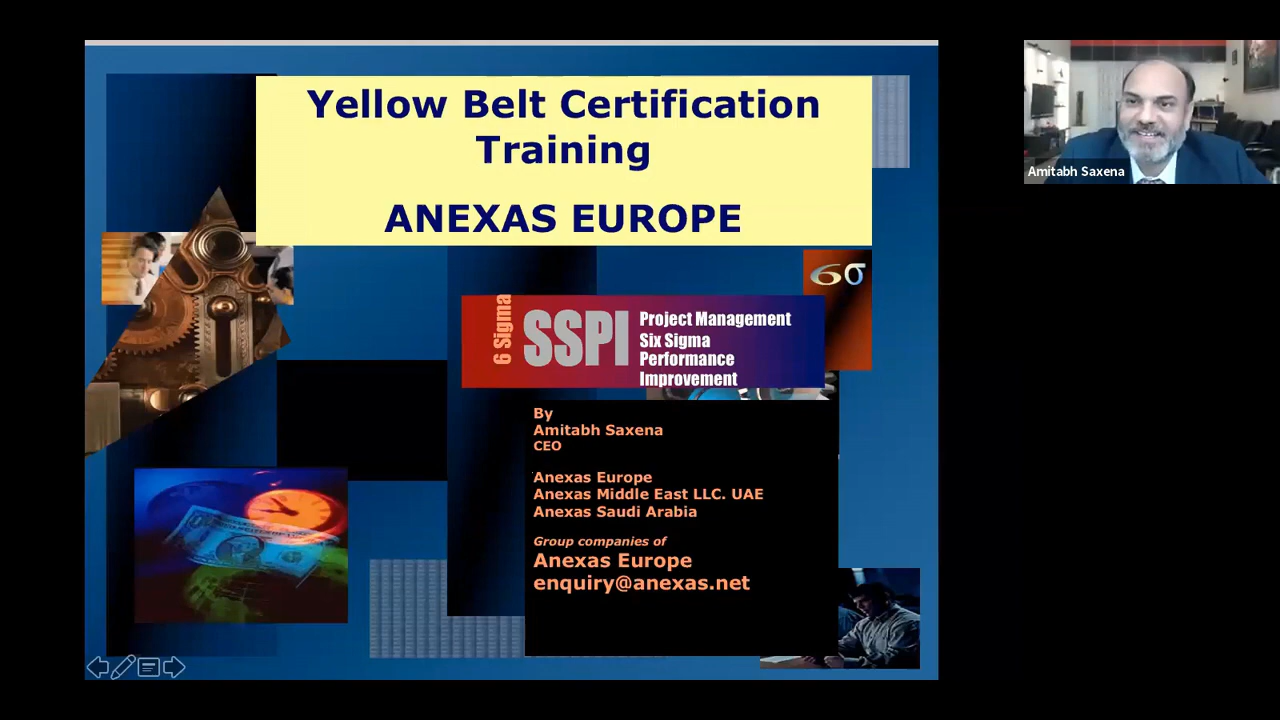 Yellow Belt Certification
Training
ANEXAS EUROPE
Amitabh Saxena
6σ
6 Sigma
SSPI
Project Management
Six Sigma
Performance
Improvement
By
Amitabh Saxena
CEO
Anexas Europe
Anexas Middle East LLC. UAE
Anexas Saudi Arabia
Group companies of
Anexas Europe
enquiry@anexas.net